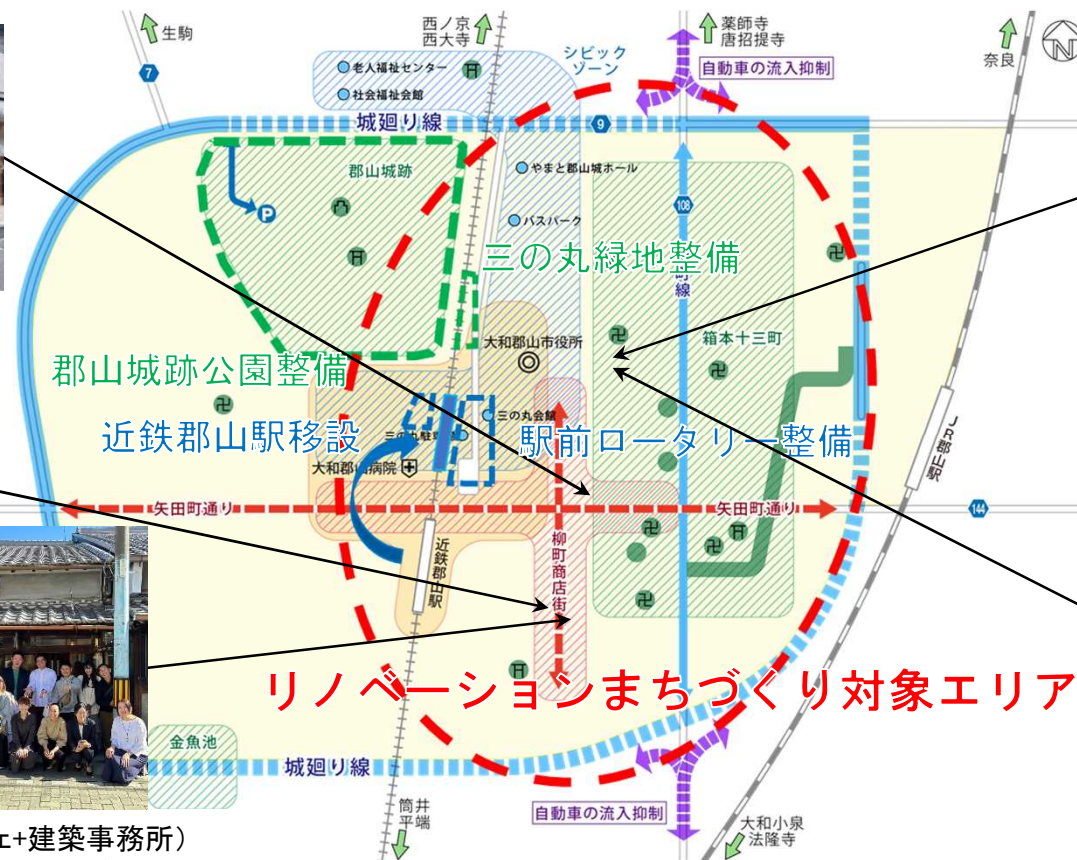 生駒
西ノ京
西大寺
薬師寺
唐招提寺
奈良
N
7
老人福祉センター
社会福祉会館
シビック
ゾーン
自動車の流入抑制
城廻り線
9
郡山城跡
やまと郡山城ホール
P
108
バスパーク
三の丸緑地整備
町線
大和郡山市役所
箱本十三町
郡山城跡公園整備
三の丸会館
近鉄郡山駅移設
駅前ロータリー整備
大和郡山病院
JR郡山駅
矢田町通り
矢田町通り
144
近鉄郡山駅
柳町商店街
リノベーションまちづくり対象エリア
金魚池
城廻り線
筒井
平端
自動車の流入抑制
大和小泉
法隆寺
+建築事務所）